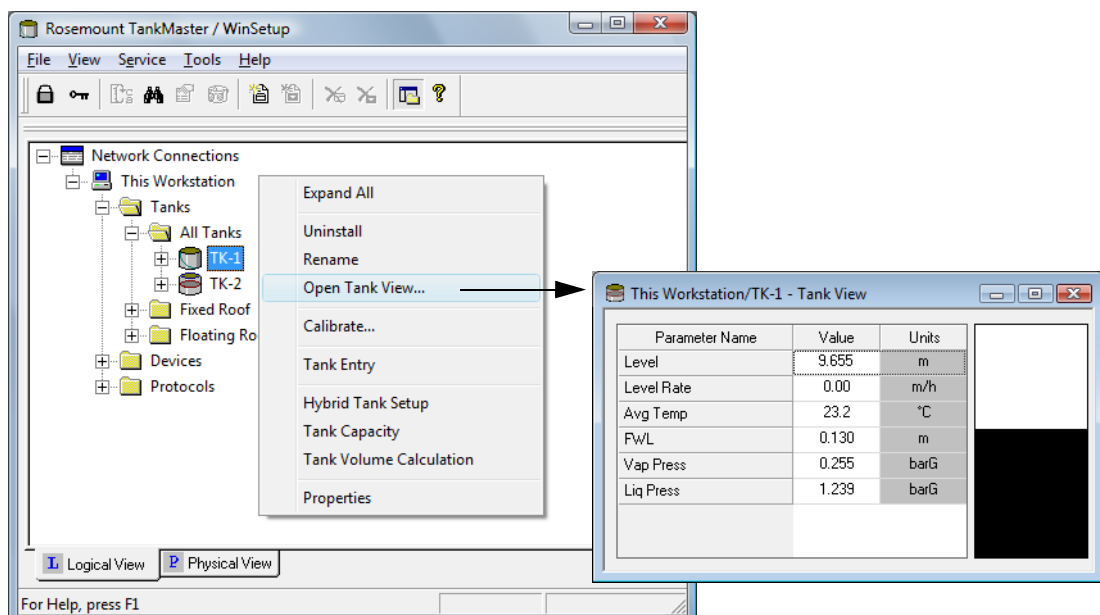 Rosemount TankMaster / WinSetup
File View Service Tools Help
Network Connections
This Workstation
Tanks
All Tanks
TK-1
TK-2
Fixed Roof
Floating Ro
Devices
Protocols
Expand All
Uninstall
Rename
Open Tank View...
Calibrate...
Tank Entry
Hybrid Tank Setup
Tank Capacity
Tank Volume Calculation
Properties
L Logical View P Physical View
For Help, press F1
This Workstation/TK-1 - Tank View
Parameter Name Value Units
Level 9.655 m
Level Rate 0.00 m/h
Avg Temp 23.2 °C
FWL 0.130 m
Vap Press 0.255 barG
Liq Press 1.239 barG